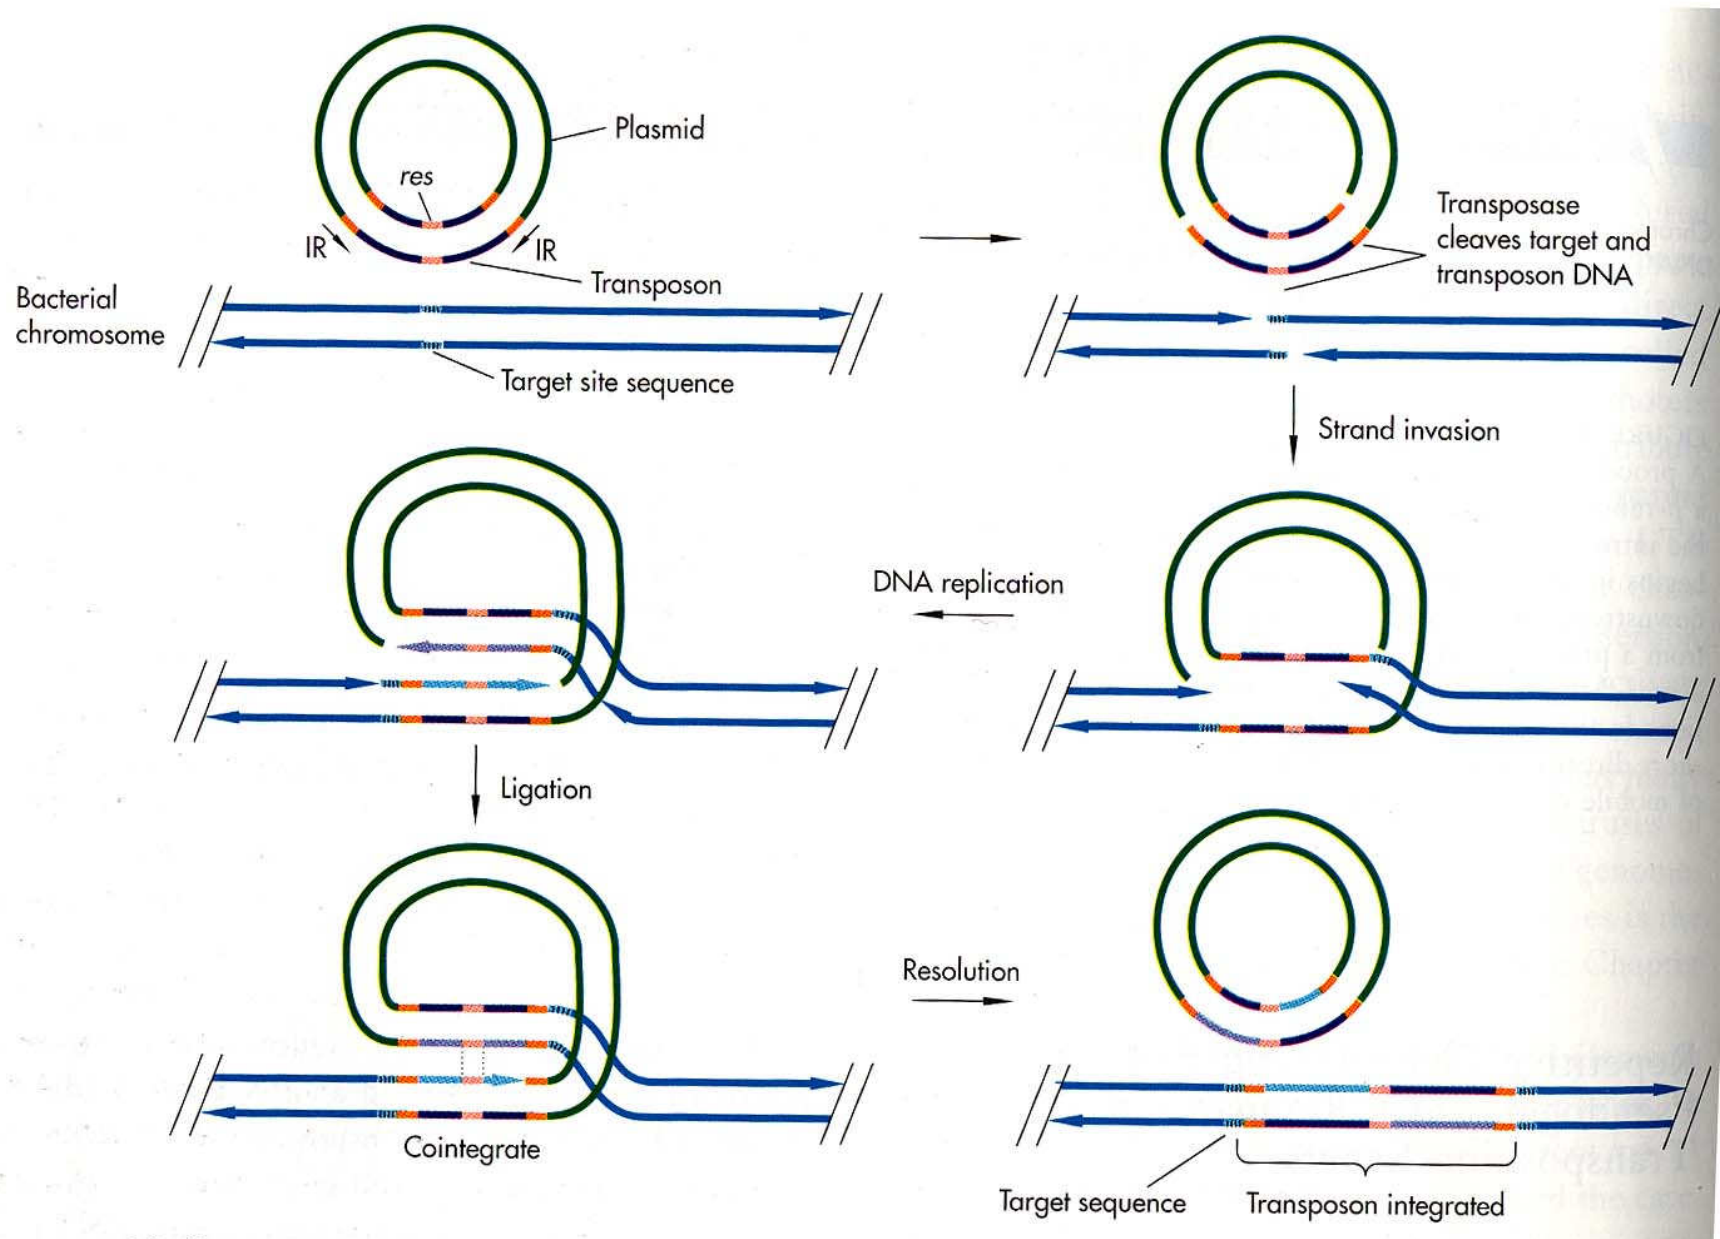 Plasmid
res
IR
IR
Transposon
Bacterial
chromosome
Target site sequence
Transposase
cleaves target and
transposon DNA
Strand invasion
DNA replication
Ligation
Cointegrate
Resolution
Target sequence
Transposon integrated